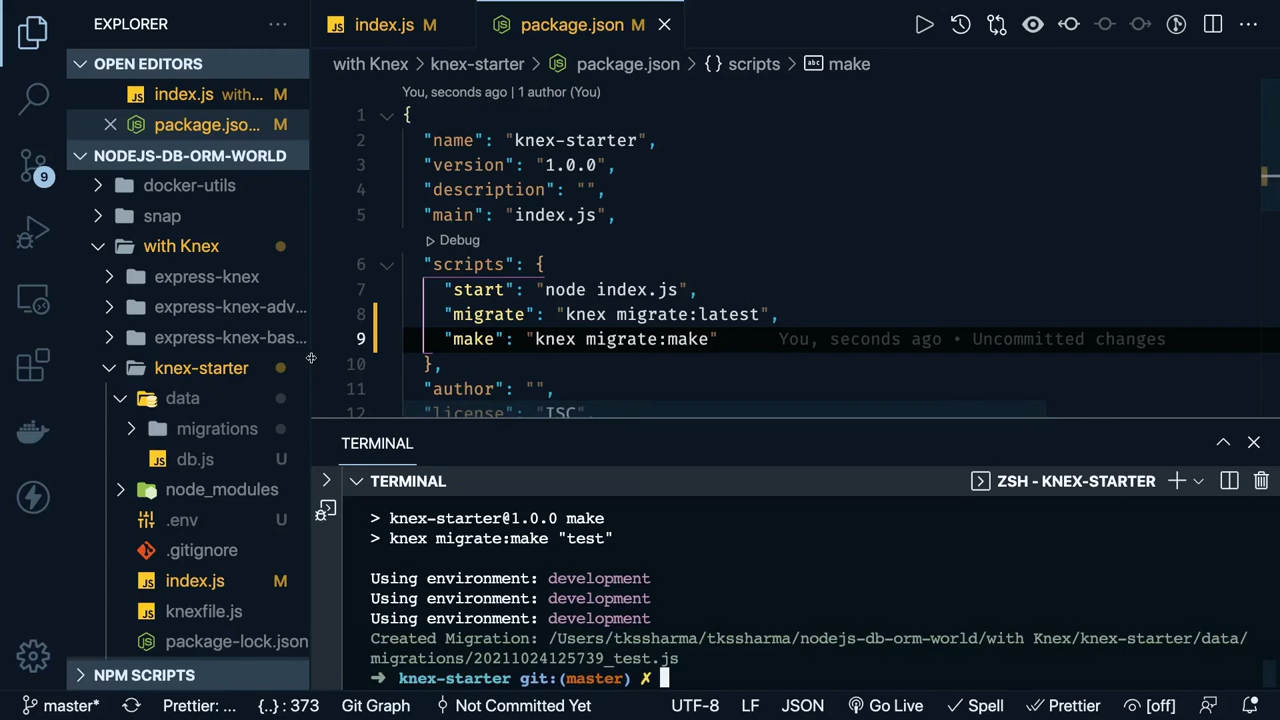 EXPLORER
OPEN EDITORS
index.js with... M
package.jso... M
NODEJS-DB-ORM-WORLD
docker-utils
snap
with Knex
express-knex
express-knex-adv...
express-knex-bas...
knex-starter
data
migrations
db.js U
node_modules
.env U
.gitignore
index.js M
knexfile.js
package-lock.json
NPM SCRIPTS
9
index.js M
package.json M
with Knex > knex-starter > package.json > {} scripts > abc make
You, seconds ago | 1 author (You)
1 {
2 "name": "knex-starter",
3 "version": "1.0.0",
4 "description": "",
5 "main": "index.js",
Debug
6 "scripts": {
7 "start": "node index.js",
8 "migrate": "knex migrate:latest",
9 "make": "knex migrate:make" You, seconds ago • Uncommitted changes
10 },
11 "author": "",
12 "license": "ISC",
TERMINAL
TERMINAL ZSH - KNEX-STARTER
> knex-starter@1.0.0 make
> knex migrate:make "test"
Using environment: development
Using environment: development
Using environment: development
Created Migration: /Users/tkssharma/tkssharma/nodejs-db-orm-world/with Knex/knex-starter/data/
migrations/20211024125739_test.js
➜ knex-starter git:(master) ✗
master* Prettier: ... {..} : 373 Git Graph Not Committed Yet UTF-8 LF JSON Go Live Spell Prettier [off]